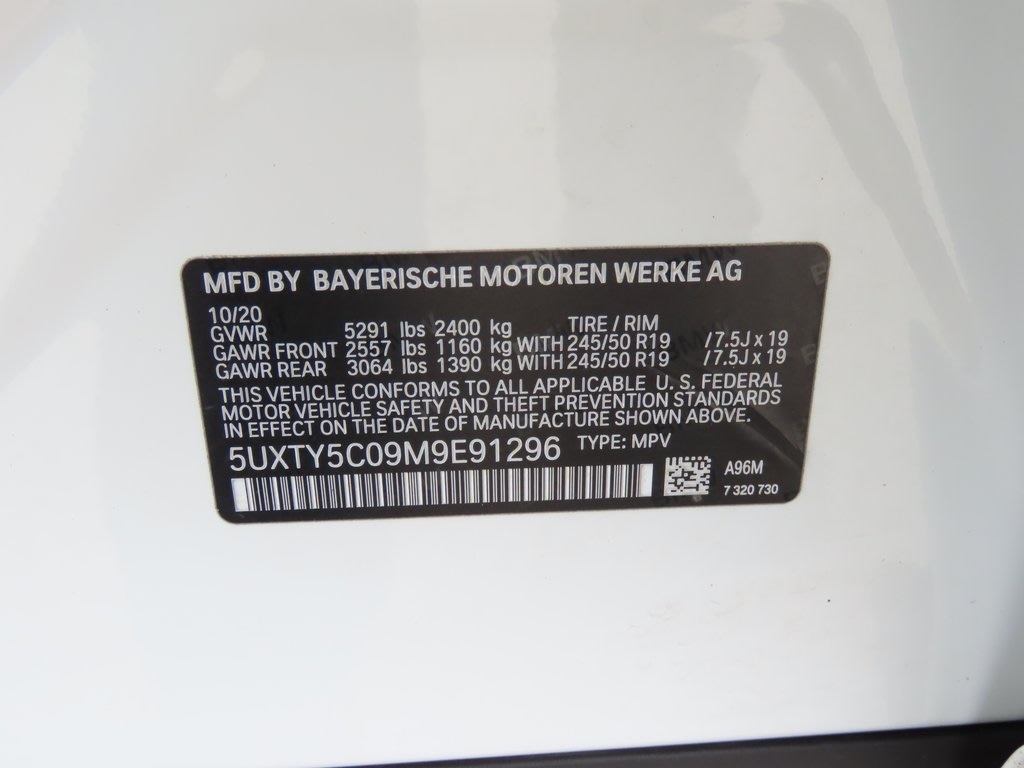 MFD BY BAYERISCHE MOTOREN WERKE AG
10/20
GVWR 5291 lbs 2400 kg TIRE / RIM
GAWR FRONT 2557 lbs 1160 kg WITH 245/50 R19 / 7.5J x 19
GAWR REAR 3064 lbs 1390 kg WITH 245/50 R19 / 7.5J x 19
THIS VEHICLE CONFORMS TO ALL APPLICABLE U. S. FEDERAL
MOTOR VEHICLE SAFETY AND THEFT PREVENTION STANDARDS
IN EFFECT ON THE DATE OF MANUFACTURE SHOWN ABOVE.
5UXTY5C09M9E91296 TYPE: MPV
A96M
7 320 730